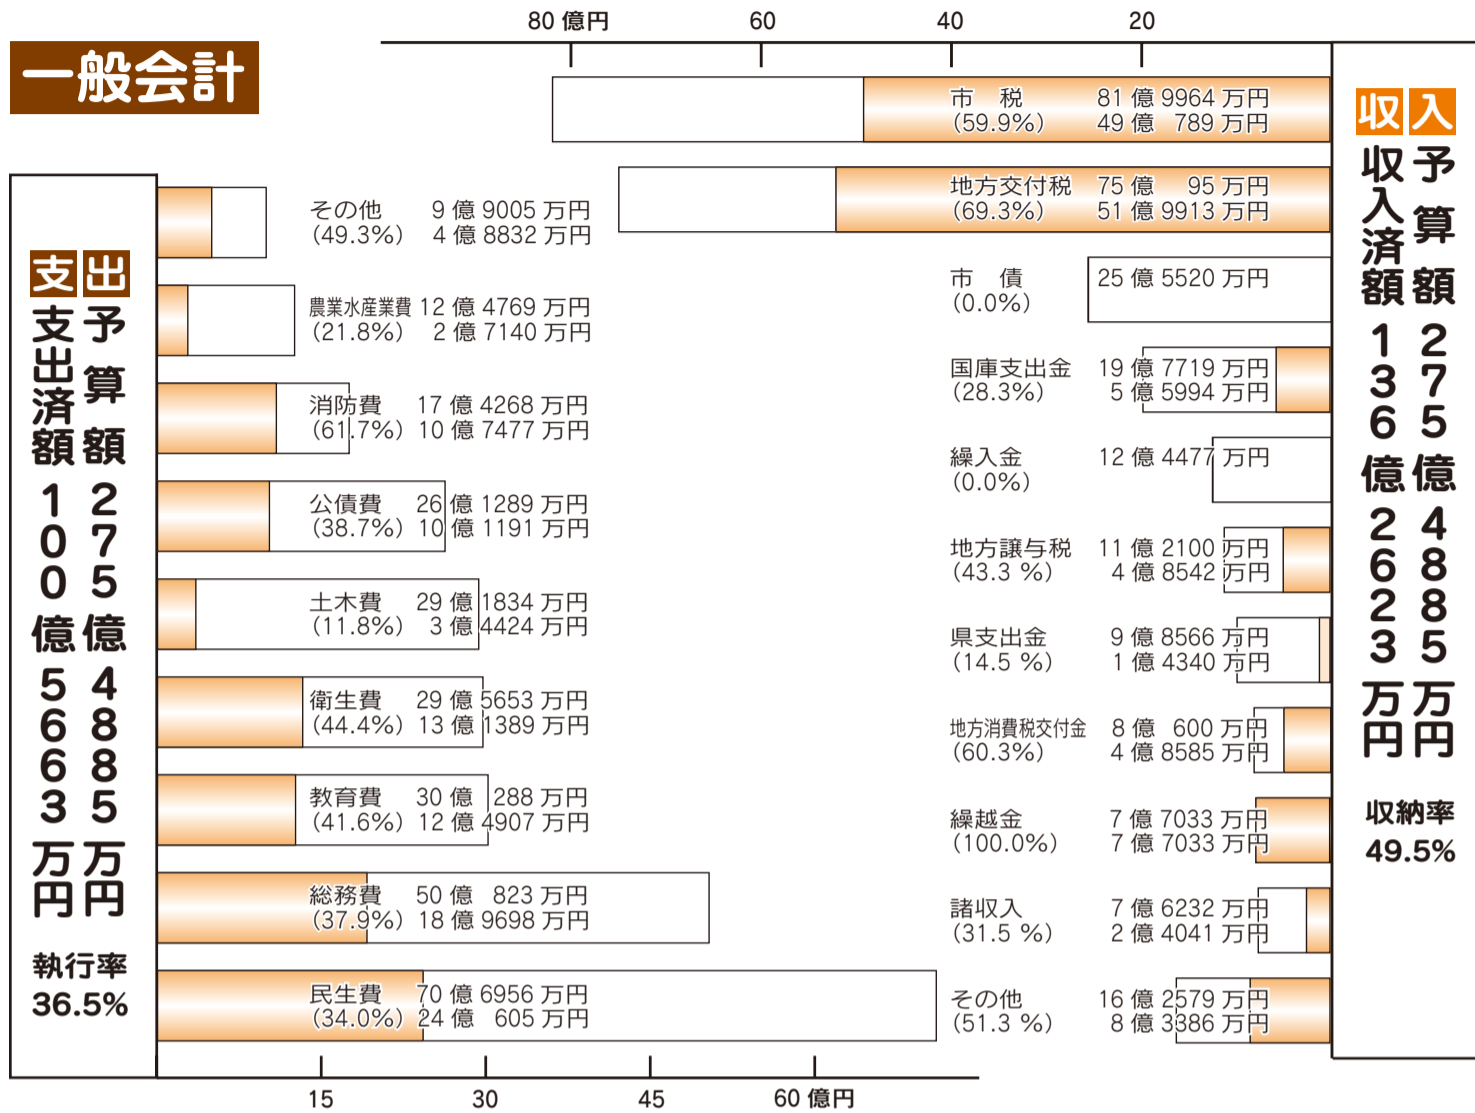 一般会計
80 億円 60 40 20
収入
予算額 275億4885万円
収入済額 136億2623万円
収納率
49.5%
市 税 81 億 9964 万円
(59.9%) 49 億 789 万円
地方交付税 75 億 95 万円
(69.3%) 51 億 9913 万円
市 債 25 億 5520 万円
(0.0%)
国庫支出金 19 億 7719 万円
(28.3%) 5 億 5994 万円
繰入金 12 億 4477 万円
(0.0%)
地方譲与税 11 億 2100 万円
(43.3 %) 4 億 8542 万円
県支出金 9 億 8566 万円
(14.5 %) 1 億 4340 万円
地方消費税交付金 8 億 600 万円
(60.3%) 4 億 8585 万円
繰越金 7 億 7033 万円
(100.0%) 7 億 7033 万円
諸収入 7 億 6232 万円
(31.5 %) 2 億 4041 万円
その他 16 億 2579 万円
(51.3 %) 8 億 3386 万円
支出
予算額 275億4885万円
支出済額 100億5663万円
執行率
36.5%
その他 9 億 9005 万円
(49.3%) 4 億 8832 万円
農業水産業費 12 億 4769 万円
(21.8%) 2 億 7140 万円
消防費 17 億 4268 万円
(61.7%) 10 億 7477 万円
公債費 26 億 1289 万円
(38.7%) 10 億 1191 万円
土木費 29 億 1834 万円
(11.8%) 3 億 4424 万円
衛生費 29 億 5653 万円
(44.4%) 13 億 1389 万円
教育費 30 億 288 万円
(41.6%) 12 億 4907 万円
総務費 50 億 823 万円
(37.9%) 18 億 9698 万円
民生費 70 億 6956 万円
(34.0%) 24 億 605 万円
15 30 45 60 億円